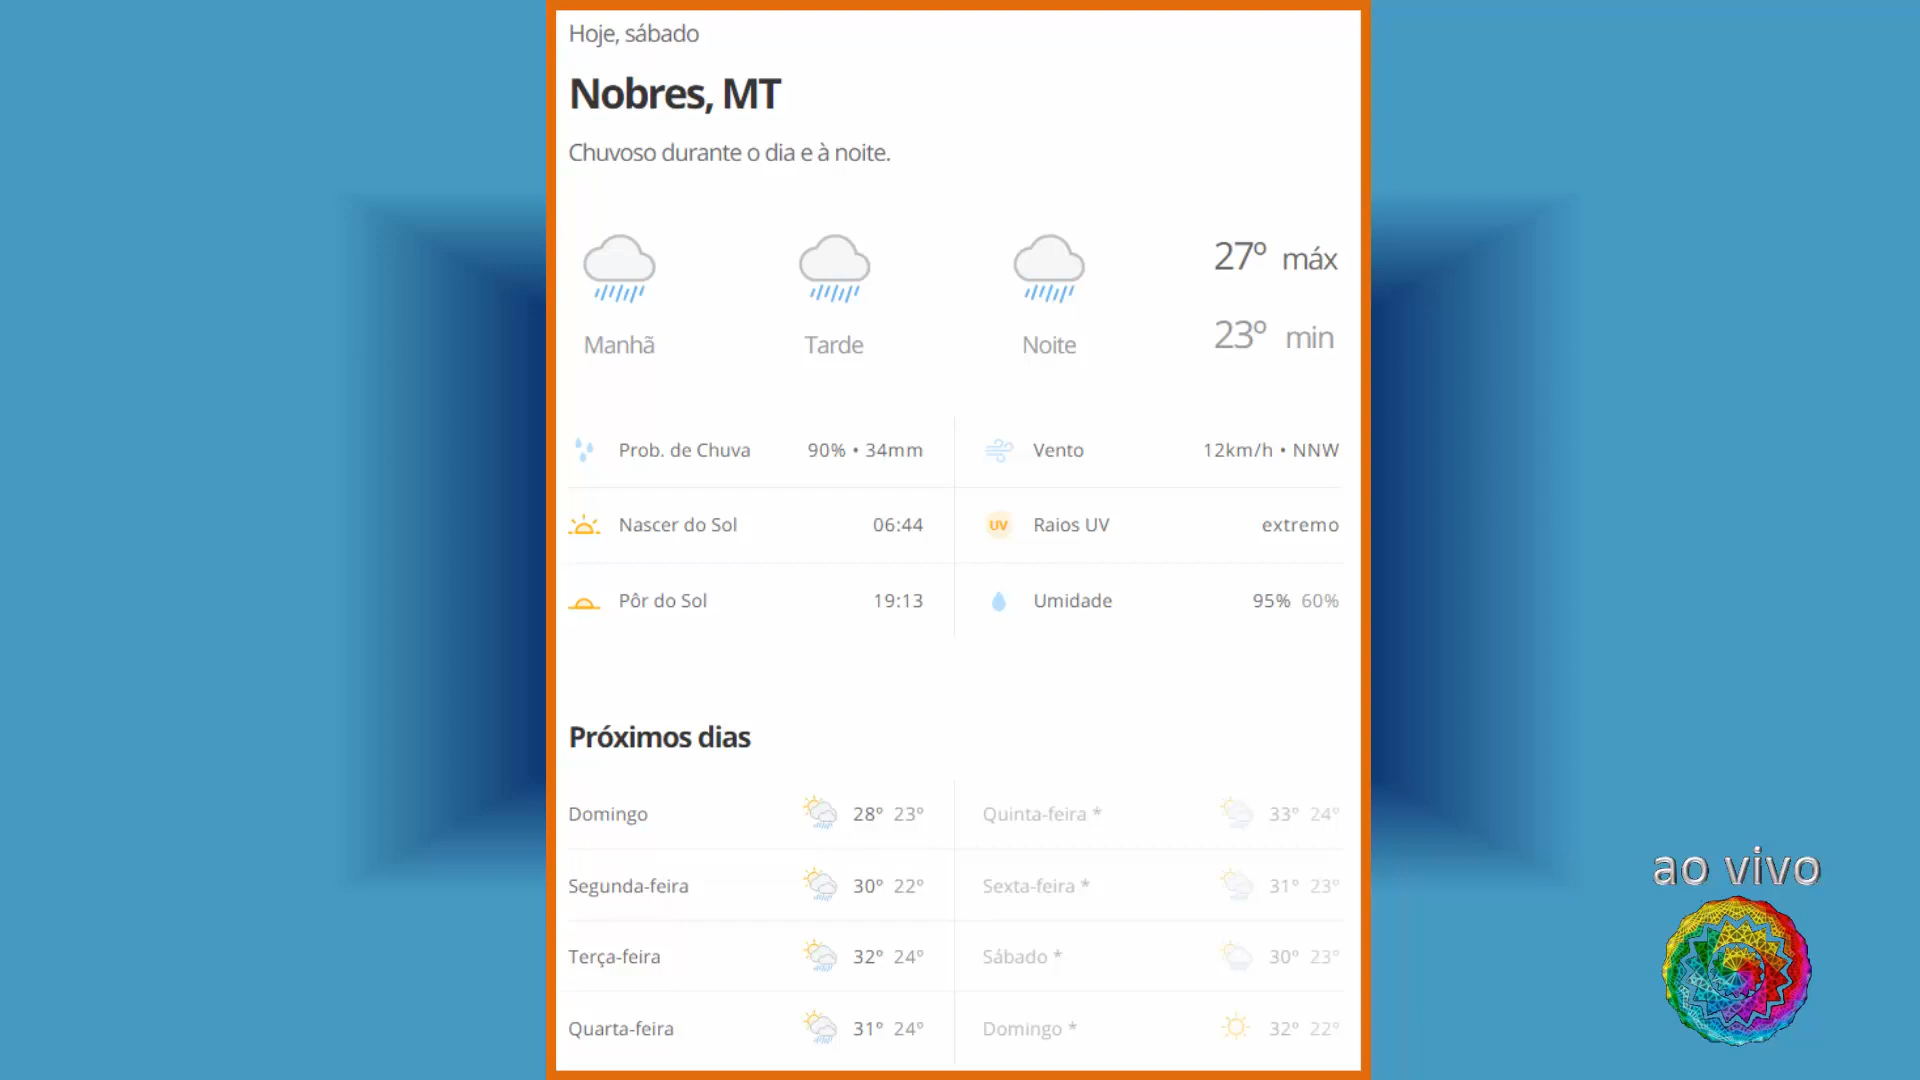 Hoje, sábado
Nobres, MT
Chuvoso durante o dia e à noite.
27º máx
23º min
Manhã Tarde Noite
Prob. de Chuva 90% • 34mm Vento 12km/h • NNW
Nascer do Sol 06:44 UV Raios UV extremo
Pôr do Sol 19:13 Umidade 95% 60%
Próximos dias
Domingo 28° 23° Quinta-feira * 33° 24°
Segunda-feira 30° 22° Sexta-feira * 31° 23°
Terça-feira 32° 24° Sábado * 30° 23°
Quarta-feira 31° 24° Domingo * 32° 22°
ao vivo